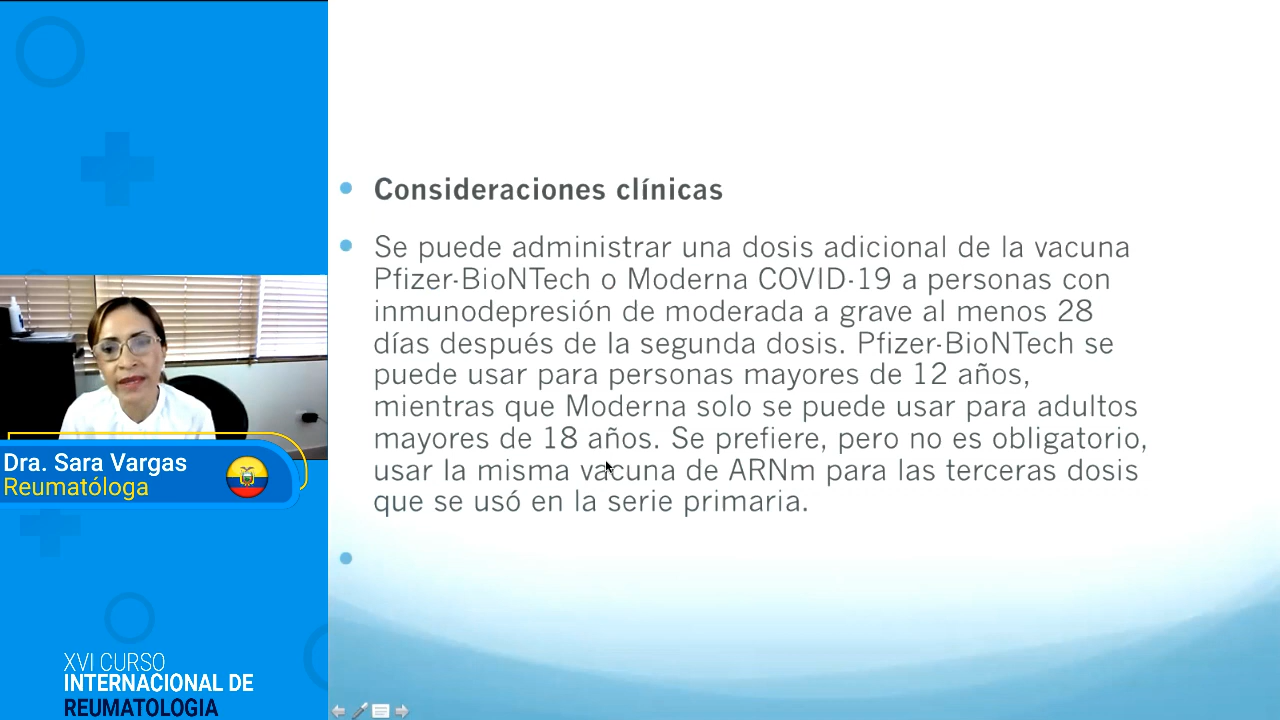 Consideraciones clínicas
Se puede administrar una dosis adicional de la vacuna
Pfizer-BioNTech o Moderna COVID-19 a personas con
inmunodepresión de moderada a grave al menos 28
días después de la segunda dosis. Pfizer-BioNTech se
puede usar para personas mayores de 12 años,
mientras que Moderna solo se puede usar para adultos
mayores de 18 años. Se prefiere, pero no es obligatorio,
usar la misma vacuna de ARNm para las terceras dosis
que se usó en la serie primaria.
Dra. Sara Vargas
Reumatóloga
XVI CURSO
INTERNACIONAL DE
REUMATOLOGIA